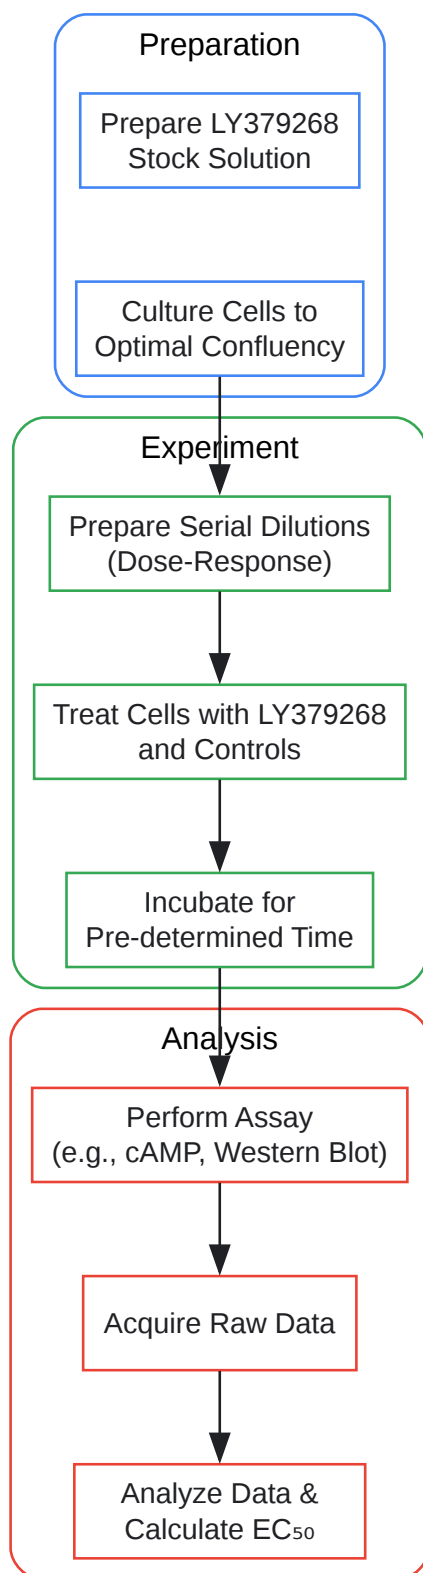 Preparation
Prepare LY379268
Stock Solution
Culture Cells to
Optimal Confluency
Experiment
Prepare Serial Dilutions
(Dose-Response)
Treat Cells with LY379268
and Controls
Incubate for
Pre-determined Time
Analysis
Perform Assay
(e.g., cAMP, Western Blot)
Acquire Raw Data
Analyze Data &
Calculate EC₅₀